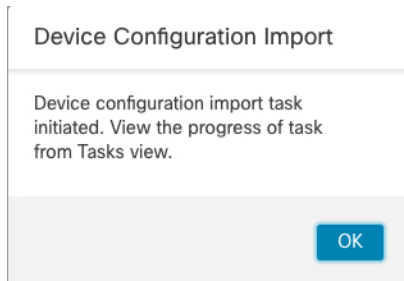 Device Configuration Import
Device configuration import task
initiated. View the progress of task
from Tasks view.
OK